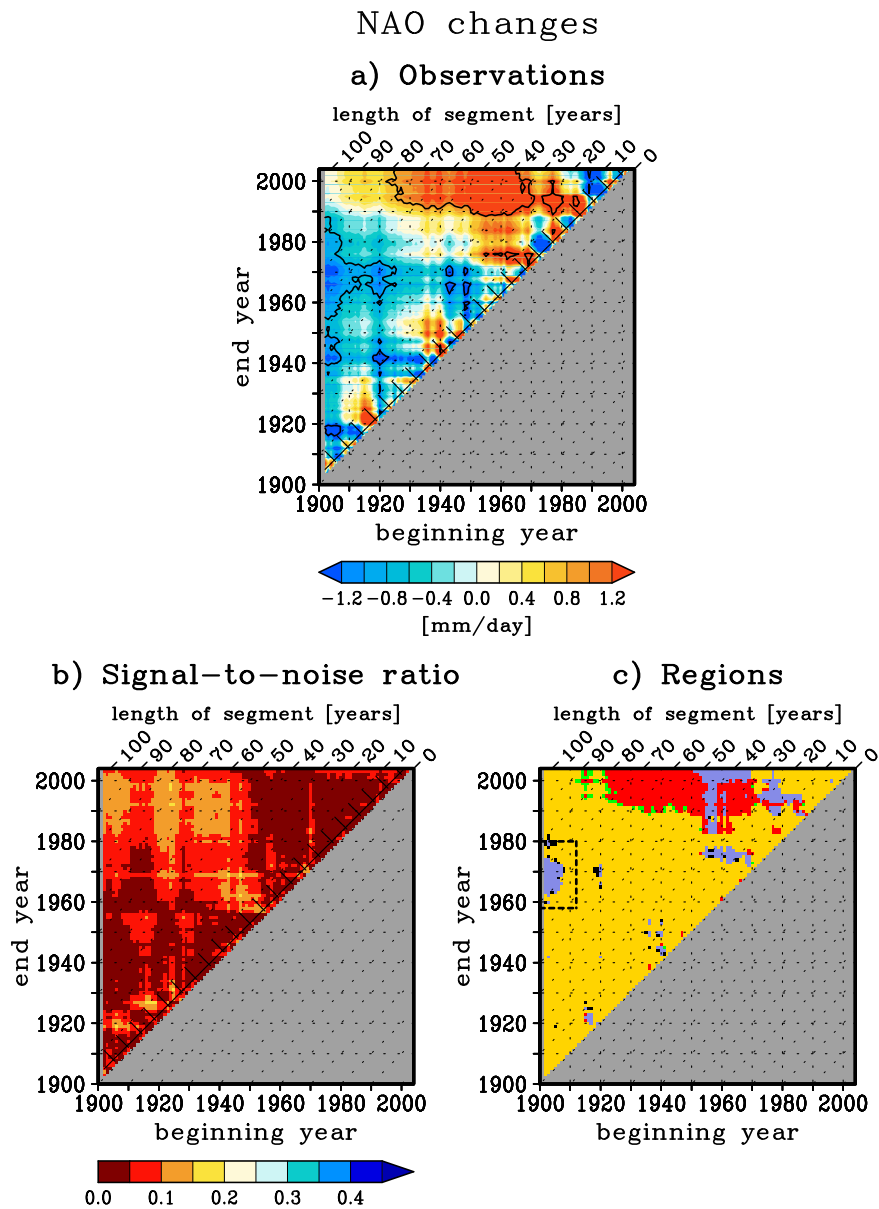 NAO changes
a) Observations
length of segment [years]
100 90 80 70 60 50 40 30 20 10 0
2000
1980
1960
1940
1920
1900
end year
1900 1920 1940 1960 1980 2000
beginning year
−1.2 −0.8 −0.4 0.0 0.4 0.8 1.2
[mm/day]
b) Signal−to−noise ratio
length of segment [years]
100 90 80 70 60 50 40 30 20 10 0
2000
1980
1960
1940
1920
1900
end year
1900 1920 1940 1960 1980 2000
beginning year
0.0 0.1 0.2 0.3 0.4
c) Regions
length of segment [years]
100 90 80 70 60 50 40 30 20 10 0
2000
1980
1960
1940
1920
1900
end year
1900 1920 1940 1960 1980 2000
beginning year